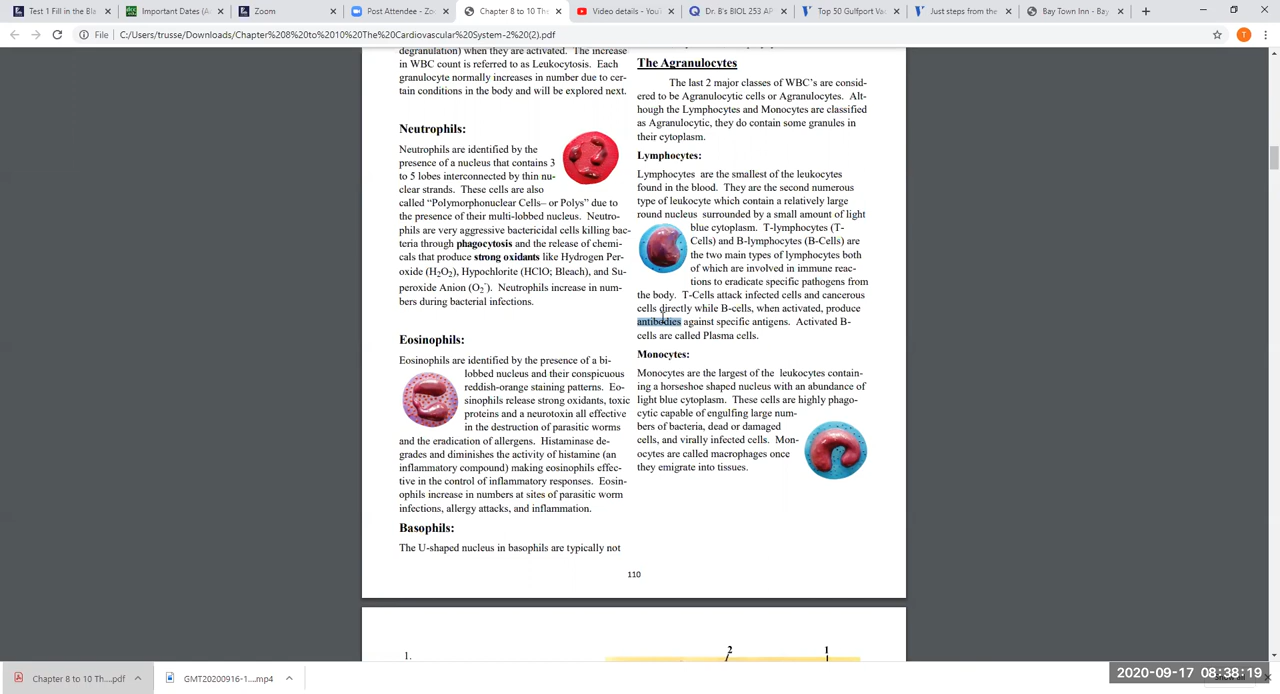 Test 1 Fill in the Bla
Important Dates (A
Zoom
Post Attendee - Zo
Chapter 8 to 10 The
Video details - You
Dr. B's BIOL 253 AP
Top 50 Gulfport Vac
Just steps from the
Bay Town Inn - Bay
File | C:/Users/trusse/Downloads/Chapter%208%20to%2010%20The%20Cardiovascular%20System-2%20(2).pdf
T
degranulation) when they are activated. The increase
in WBC count is referred to as Leukocytosis. Each
granulocyte normally increases in number due to cer-
tain conditions in the body and will be explored next.
Neutrophils:
Neutrophils are identified by the
presence of a nucleus that contains 3
to 5 lobes interconnected by thin nu-
clear strands. These cells are also
called “Polymorphonuclear Cells– or Polys” due to
the presence of their multi-lobbed nucleus. Neutro-
phils are very aggressive bactericidal cells killing bac-
teria through phagocytosis and the release of chemi-
cals that produce strong oxidants like Hydrogen Per-
oxide (H2O2), Hypochlorite (HClO; Bleach), and Su-
peroxide Anion (O2-). Neutrophils increase in num-
bers during bacterial infections.
Eosinophils:
Eosinophils are identified by the presence of a bi-
lobbed nucleus and their conspicuous
reddish-orange staining patterns. Eo-
sinophils release strong oxidants, toxic
proteins and a neurotoxin all effective
in the destruction of parasitic worms
and the eradication of allergens. Histaminase de-
grades and diminishes the activity of histamine (an
inflammatory compound) making eosinophils effec-
tive in the control of inflammatory responses. Eosin-
ophils increase in numbers at sites of parasitic worm
infections, allergy attacks, and inflammation.
Basophils:
The U-shaped nucleus in basophils are typically not
The Agranulocytes
The last 2 major classes of WBC's are consid-
ered to be Agranulocytic cells or Agranulocytes. Alt-
hough the Lymphocytes and Monocytes are classified
as Agranulocytic, they do contain some granules in
their cytoplasm.
Lymphocytes:
Lymphocytes are the smallest of the leukocytes
found in the blood. They are the second numerous
type of leukocyte which contain a relatively large
round nucleus surrounded by a small amount of light
blue cytoplasm. T-lymphocytes (T-
Cells) and B-lymphocytes (B-Cells) are
the two main types of lymphocytes both
of which are involved in immune reac-
tions to eradicate specific pathogens from
the body. T-Cells attack infected cells and cancerous
cells directly while B-cells, when activated, produce
antibodies against specific antigens. Activated B-
cells are called Plasma cells.
Monocytes:
Monocytes are the largest of the leukocytes contain-
ing a horseshoe shaped nucleus with an abundance of
light blue cytoplasm. These cells are highly phago-
cytic capable of engulfing large num-
bers of bacteria, dead or damaged
cells, and virally infected cells. Mon-
ocytes are called macrophages once
they emigrate into tissues.
110
1.
2
1
Chapter 8 to 10 Th....pdf
GMT20200916-1....mp4
2020-09-17 08:38:19